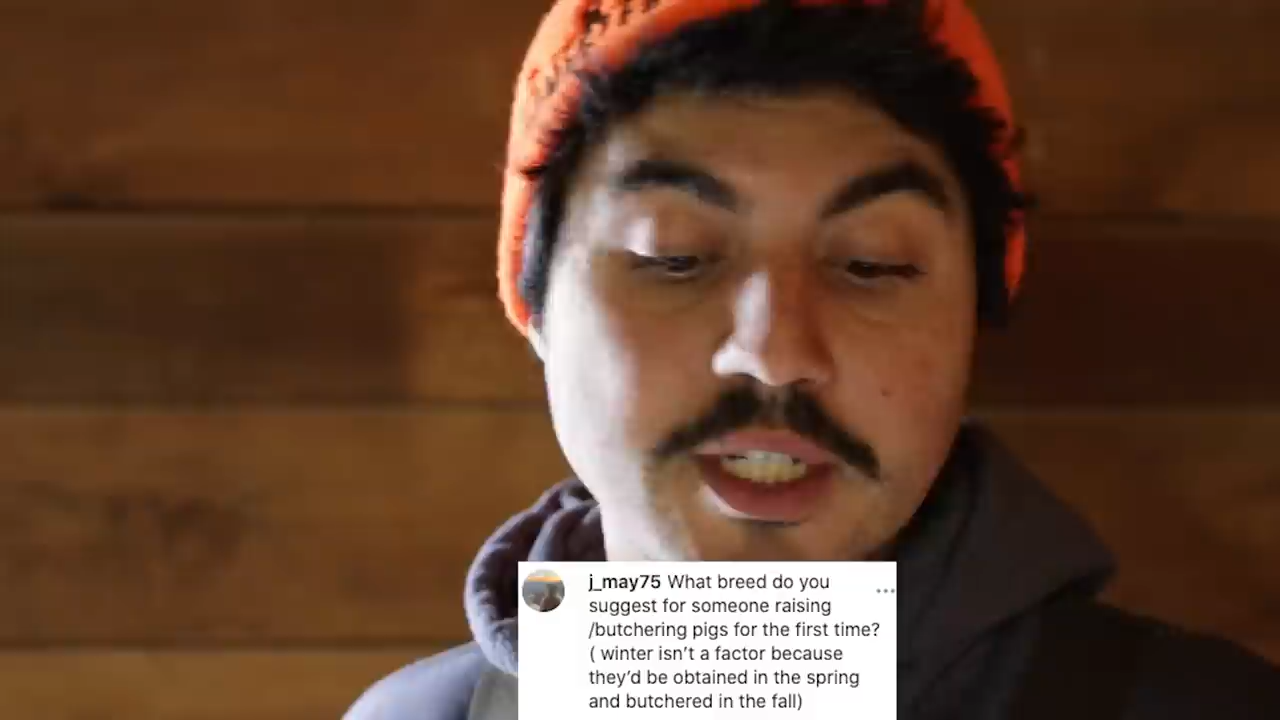 j_may75 What breed do you
suggest for someone raising
/butchering pigs for the first time?
( winter isn't a factor because
they'd be obtained in the spring
and butchered in the fall)